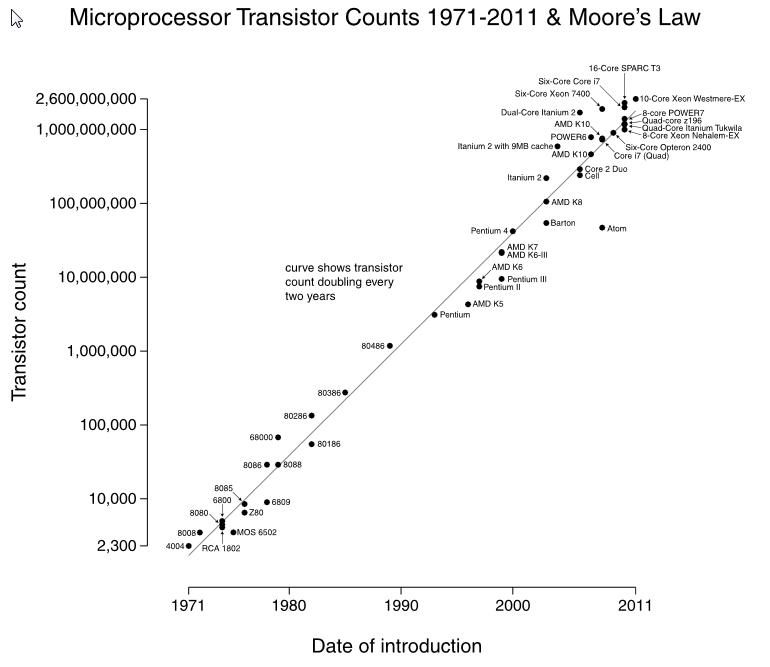 Microprocessor Transistor Counts 1971-2011 & Moore's Law
16-Core SPARC T3
Six-Core Core i7
Six-Core Xeon 7400
10-Core Xeon Westmere-EX
Dual-Core Itanium 2
8-core POWER7
Quad-core z196
Quad-Core Itanium Tukwila
8-Core Xeon Nehalem-EX
AMD K10
POWER6
Itanium 2 with 9MB cache
Six-Core Opteron 2400
AMD K10
Core i7 (Quad)
Core 2 Duo
Cell
Itanium 2
AMD K8
Barton
Atom
Pentium 4
AMD K7
AMD K6-III
curve shows transistor
count doubling every
two years
AMD K6
Pentium III
Pentium II
AMD K5
Pentium
80486
80386
80286
80186
68000
8086
8088
8085
6800
6809
8080
Z80
8008
MOS 6502
4004
RCA 1802
2,600,000,000
1,000,000,000
100,000,000
10,000,000
1,000,000
100,000
10,000
2,300
Transistor count
1971
1980
1990
2000
2011
Date of introduction